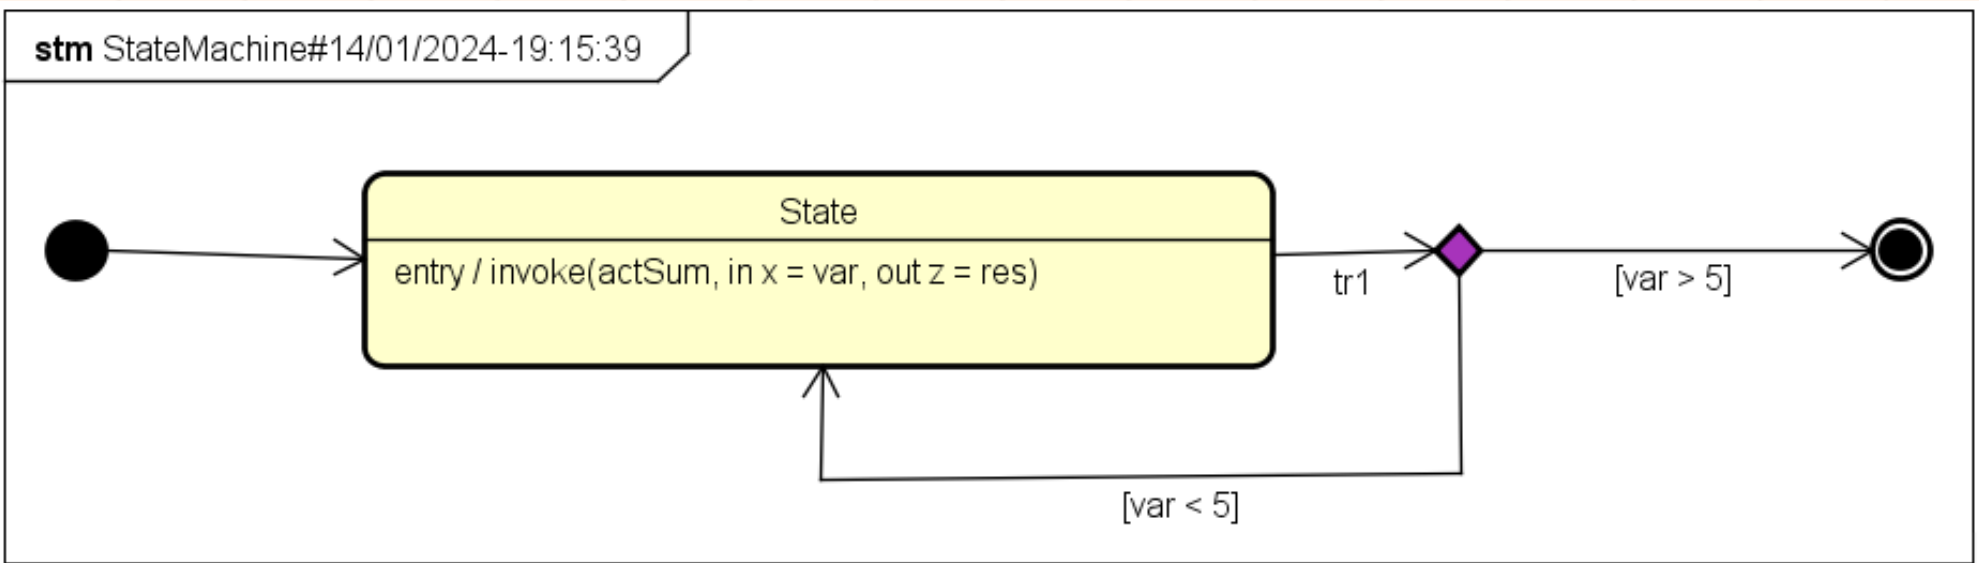 stm StateMachine#14/01/2024-19:15:39
State
entry / invoke(actSum, in x = var, out z = res)
tr1
[var > 5]
[var < 5]